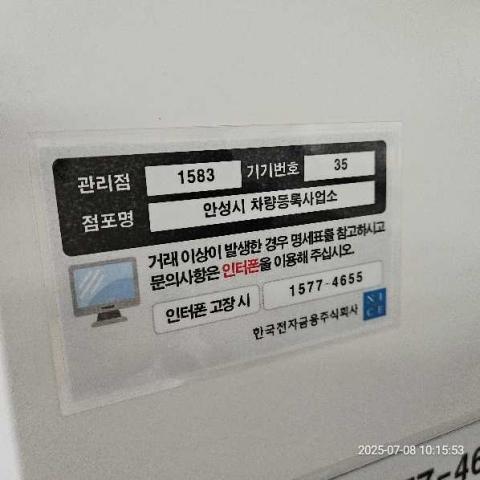 관리점 1583 기기번호 35
점포명 안성시 차량등록사업소
거래 이상이 발생한 경우 명세표를 참고하시고
문의사항은 인터폰을 이용해 주십시오.
인터폰 고장 시 1577-4655
한국전자금융주식회사 NICE
2025-07-08 10:15:53